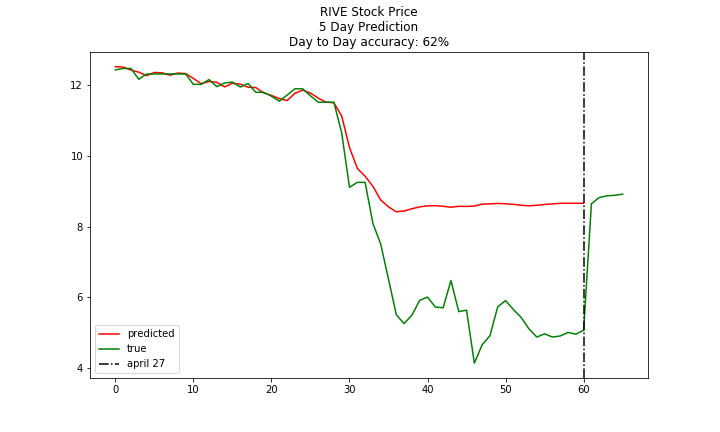 RIVE Stock Price
5 Day Prediction
Day to Day accuracy: 62%
12
10
8
6
4
predicted
true
april 27
0
10
20
30
40
50
60